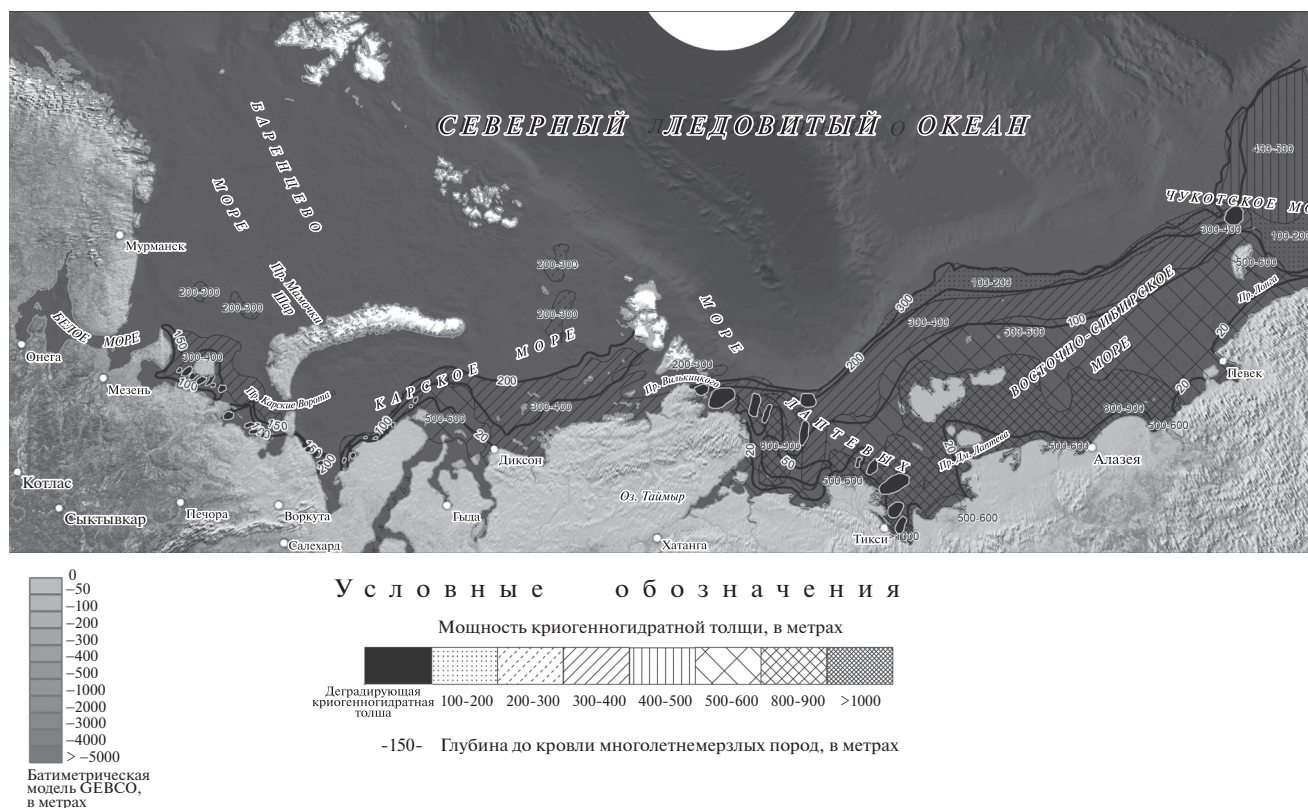 СЕВЕРНЫЙ ЛЕДОВИТЫЙ ОКЕАН
БАРЕНЦЕВО
МОРЕ
400-500
ЧУКОТСКОЕ МО
300-400
100-200
500-600
Пр. Лонга
Мурманск
200-300
200-300
200-300
200-300
Пр. Маточкин
Шар
БЕЛОЕ МОРЕ
Онега
Мезень
150
300-400
100
Пр. Карские Ворота
150
КАРСКОЕ МОРЕ
200
МОРЕ
200-300
Пр. Вилькицкого
300-400
500-600
100
20
Диксон
300
200
100-200
300-400
500-600
100
ВОСТОЧНО-СИБИРСКОЕ
МОРЕ
20
Певек
20
300-900
500-600
500-600
Алазея
ЛАПТЕВЫХ
20
800-900
50
500-600
20
Пр. Дм. Лаптева
500-600
Котлас
Сыктывкар
Печора
Воркута
Салехард
Гыда
Оз. Таймыр
Хатанга
Тикси
>1000
0
–50
–100
–200
–300
–400
–500
–1000
–2000
–3000
–4000
> –5000
Батиметрическая
модель GEBCO,
в метрах
Условные обозначения
Мощность криогенногидратной толщи, в метрах
Деградирующая
криогенногидратная
толша
100-200 200-300 300-400 400-500 500-600 800-900 >1000
-150- Глубина до кровли многолетнемерзлых пород, в метрах